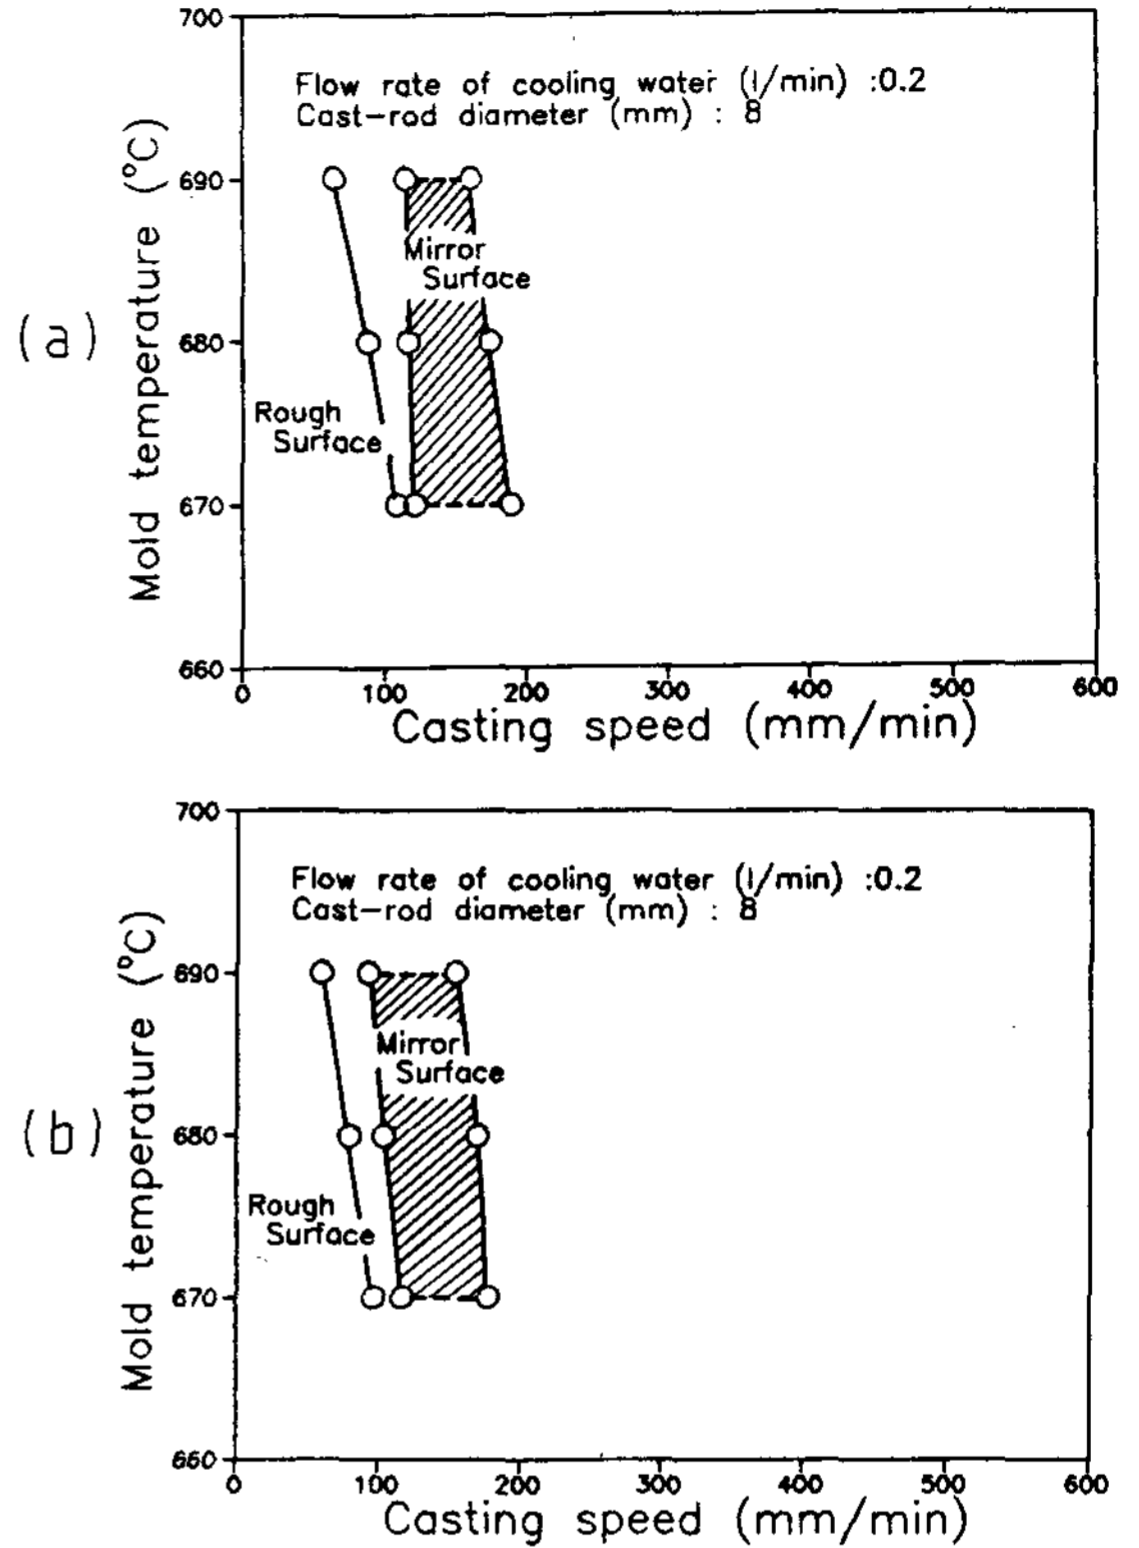 (a)
Mold temperature (°C)
700
690
680
670
660
Flow rate of cooling water (l/min) :0.2
Cast-rod diameter (mm) : 8
Mirror
Surface
Rough
Surface
0 100 200 300 400 500 600
Casting speed (mm/min)
(b)
Mold temperature (°C)
700
690
680
670
660
Flow rate of cooling water (l/min) :0.2
Cast-rod diameter (mm) : 8
Mirror
Surface
Rough
Surface
0 100 200 300 400 500 600
Casting speed (mm/min)